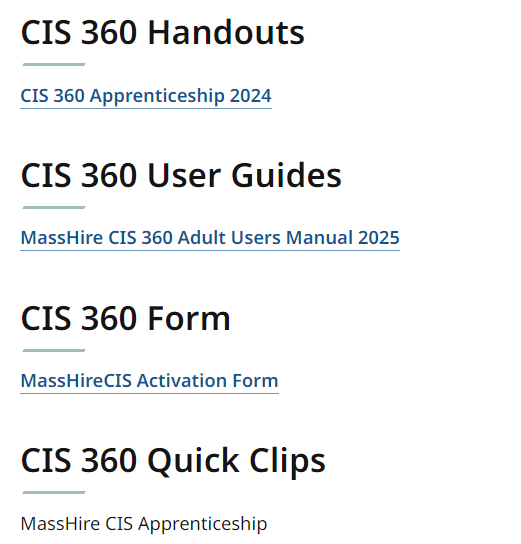 CIS 360 Handouts
CIS 360 Apprenticeship 2024
CIS 360 User Guides
MassHire CIS 360 Adult Users Manual 2025
CIS 360 Form
MassHireCIS Activation Form
CIS 360 Quick Clips
MassHire CIS Apprenticeship